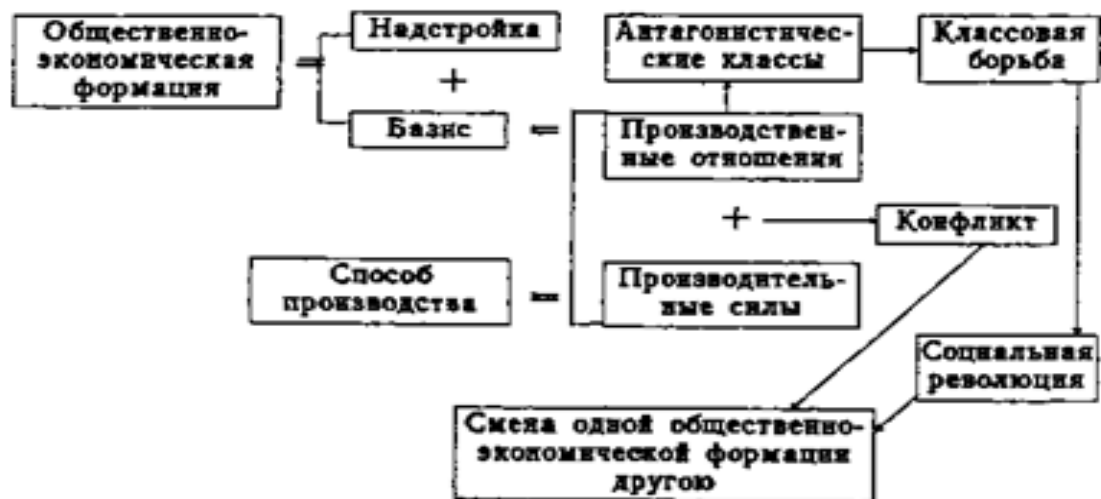 Общественно-
экономическая
формация
=
Надстройка
+
Базис
=
Антагонистичес-
ские классы
Классовая
борьба
Производствен-
ные отношения
+
Конфликт
Способ
производства
=
Производитель-
ные силы
Социальная
революция
Смена одной общественно-
экономической формации
другою